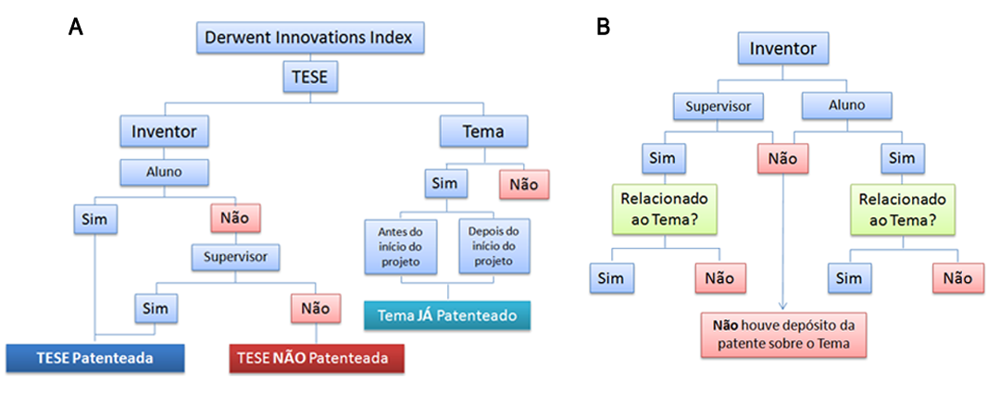 A
Derwent Innovations Index
TESE
Inventor
Tema
Aluno
Sim
Não
Sim
Não
Supervisor
Antes do
início do
projeto
Depois do
início do
projeto
Sim
Não
Tema JÁ Patenteado
TESE Patenteada
TESE NÃO Patenteada
B
Inventor
Supervisor
Aluno
Sim
Não
Sim
Relacionado
ao Tema?
Relacionado
ao Tema?
Sim
Não
Sim
Não
Não houve depósito da
patente sobre o Tema